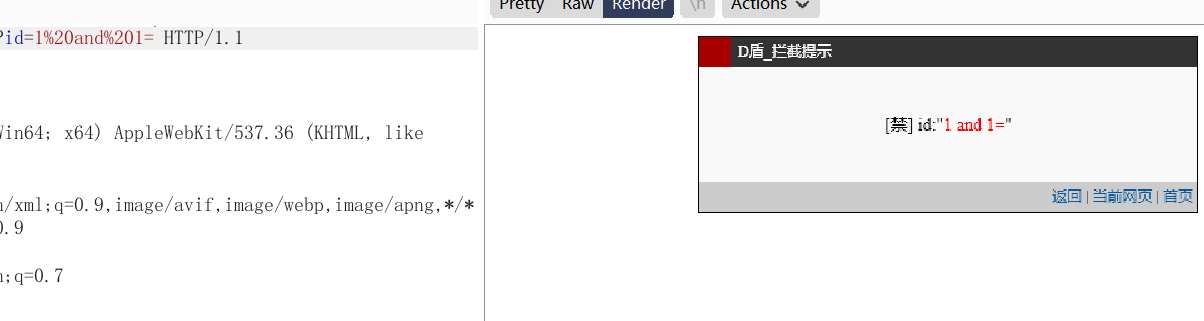 Pretty Raw Render \n Actions
?id=1%20and%201= HTTP/1.1
D盾_拦截提示
[禁] id:"1 and 1="
Win64; x64) AppleWebKit/537.36 (KHTML, like
n/xml;q=0.9,image/avif,image/webp,image/apng,*/*
返回 | 当前网页 | 首页
0.9
n;q=0.7